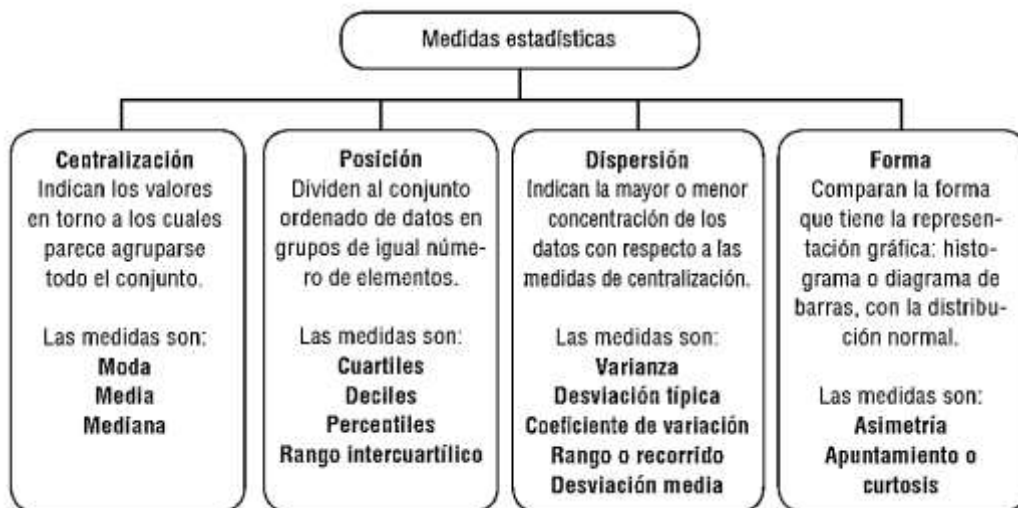 Medidas estadísticas
Centralización
Indican los valores
en torno a los cuales
parece agruparse
todo el conjunto.
Las medidas son:
Moda
Media
Mediana
Posición
Dividen al conjunto
ordenado de datos en
grupos de igual núme-
ro de elementos.
Las medidas son:
Cuartiles
Deciles
Percentiles
Rango intercuartílico
Dispersión
Indican la mayor o menor
concentración de los
datos con respecto a las
medidas de centralización.
Las medidas son:
Varianza
Desviación típica
Coeficiente de variación
Rango o recorrido
Desviación media
Forma
Comparan la forma
que tiene la represen-
tación gráfica: histo-
grama o diagrama de
barras, con la distribu-
ción normal.
Las medidas son:
Asimetría
Apuntamiento o
curtosis